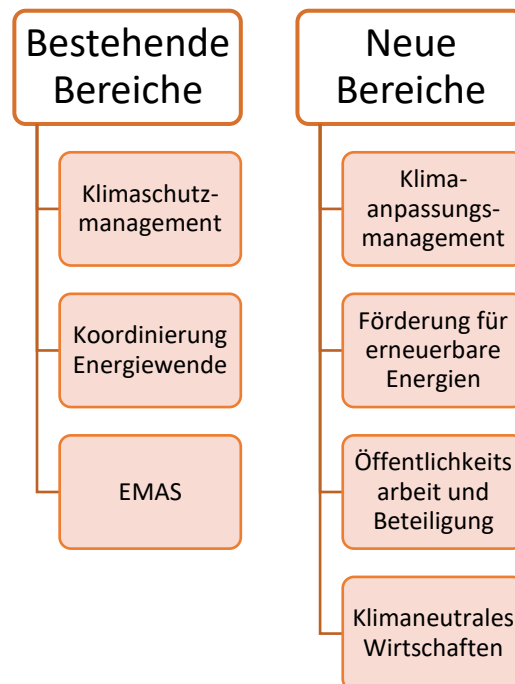 Bestehende
Bereiche
Klimaschutz-
management
Koordinierung
Energiewende
EMAS
Neue
Bereiche
Klima-
anpassungs-
management
Förderung für
erneuerbare
Energien
Öffentlichkeits
arbeit und
Beteiligung
Klimaneutrales
Wirtschaften